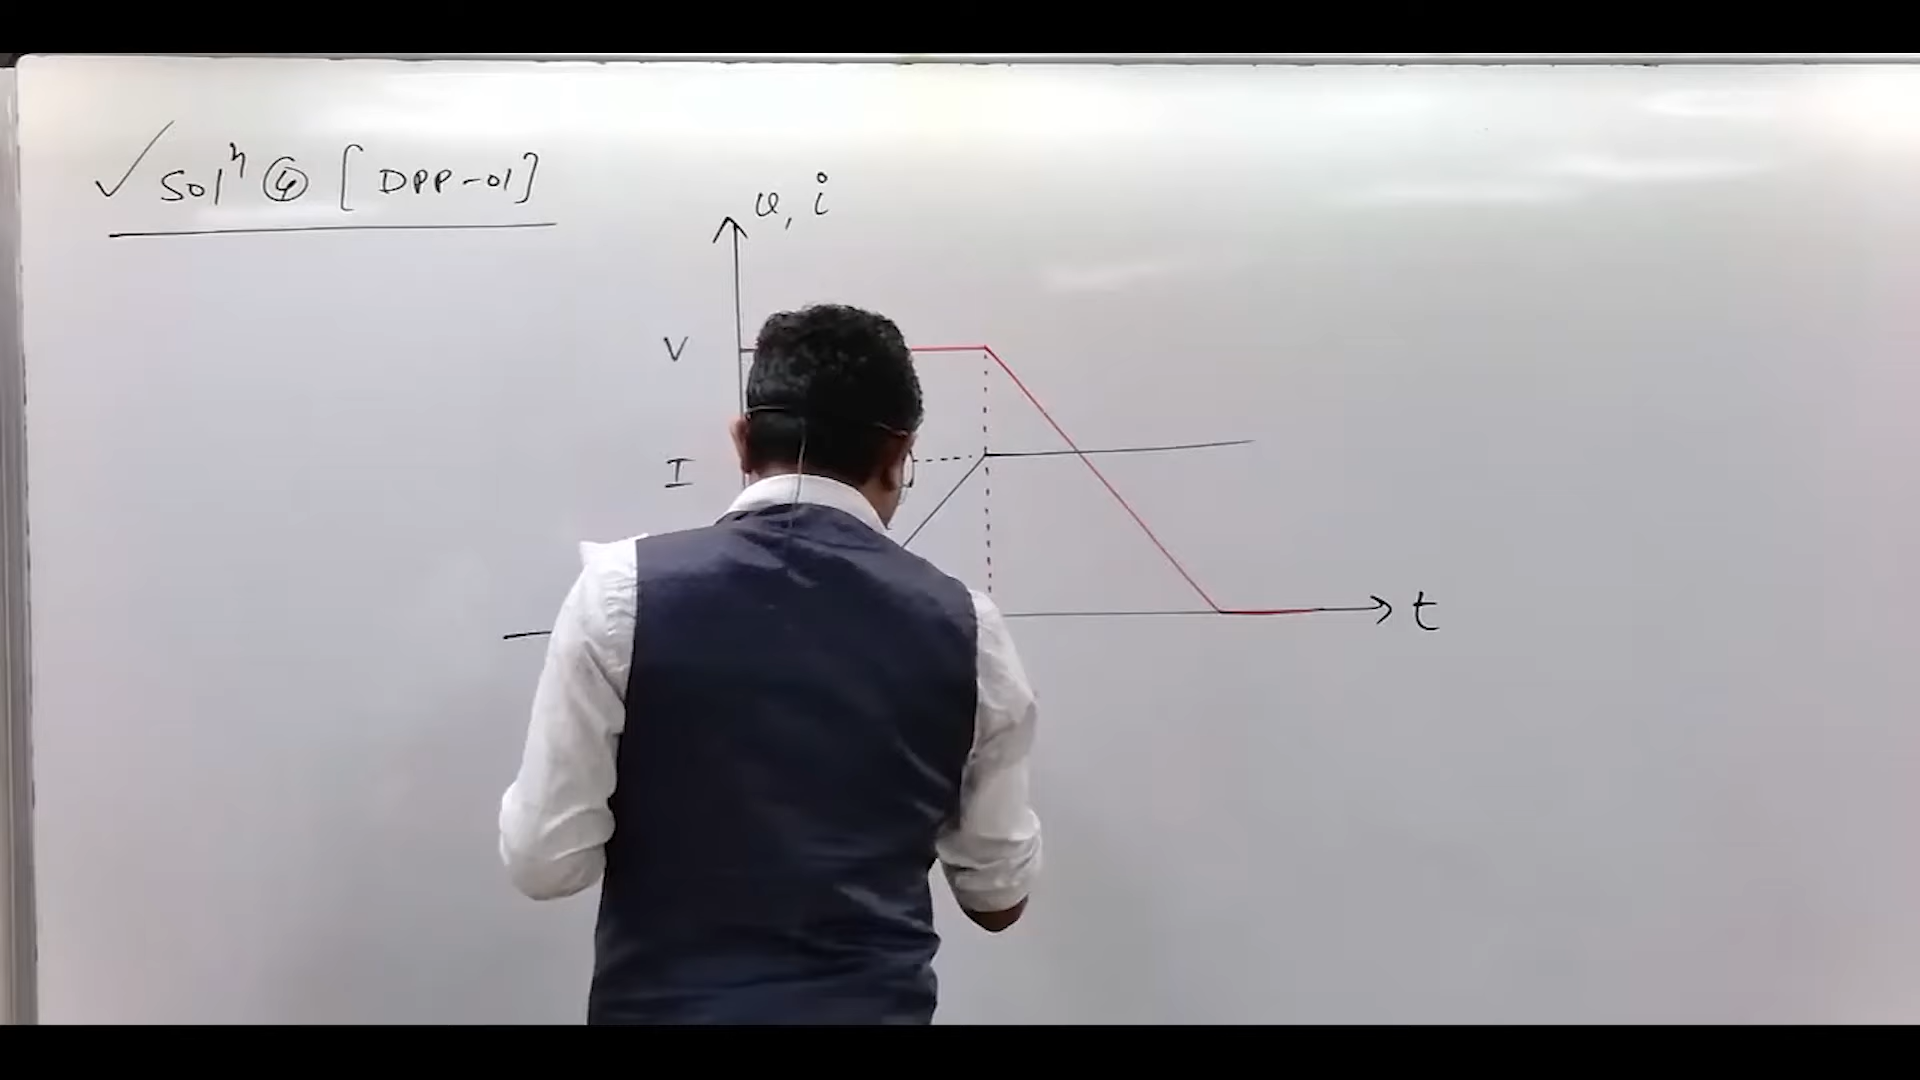 ✓ Solⁿ ④ [DPP-01]
v, i
V
I
t